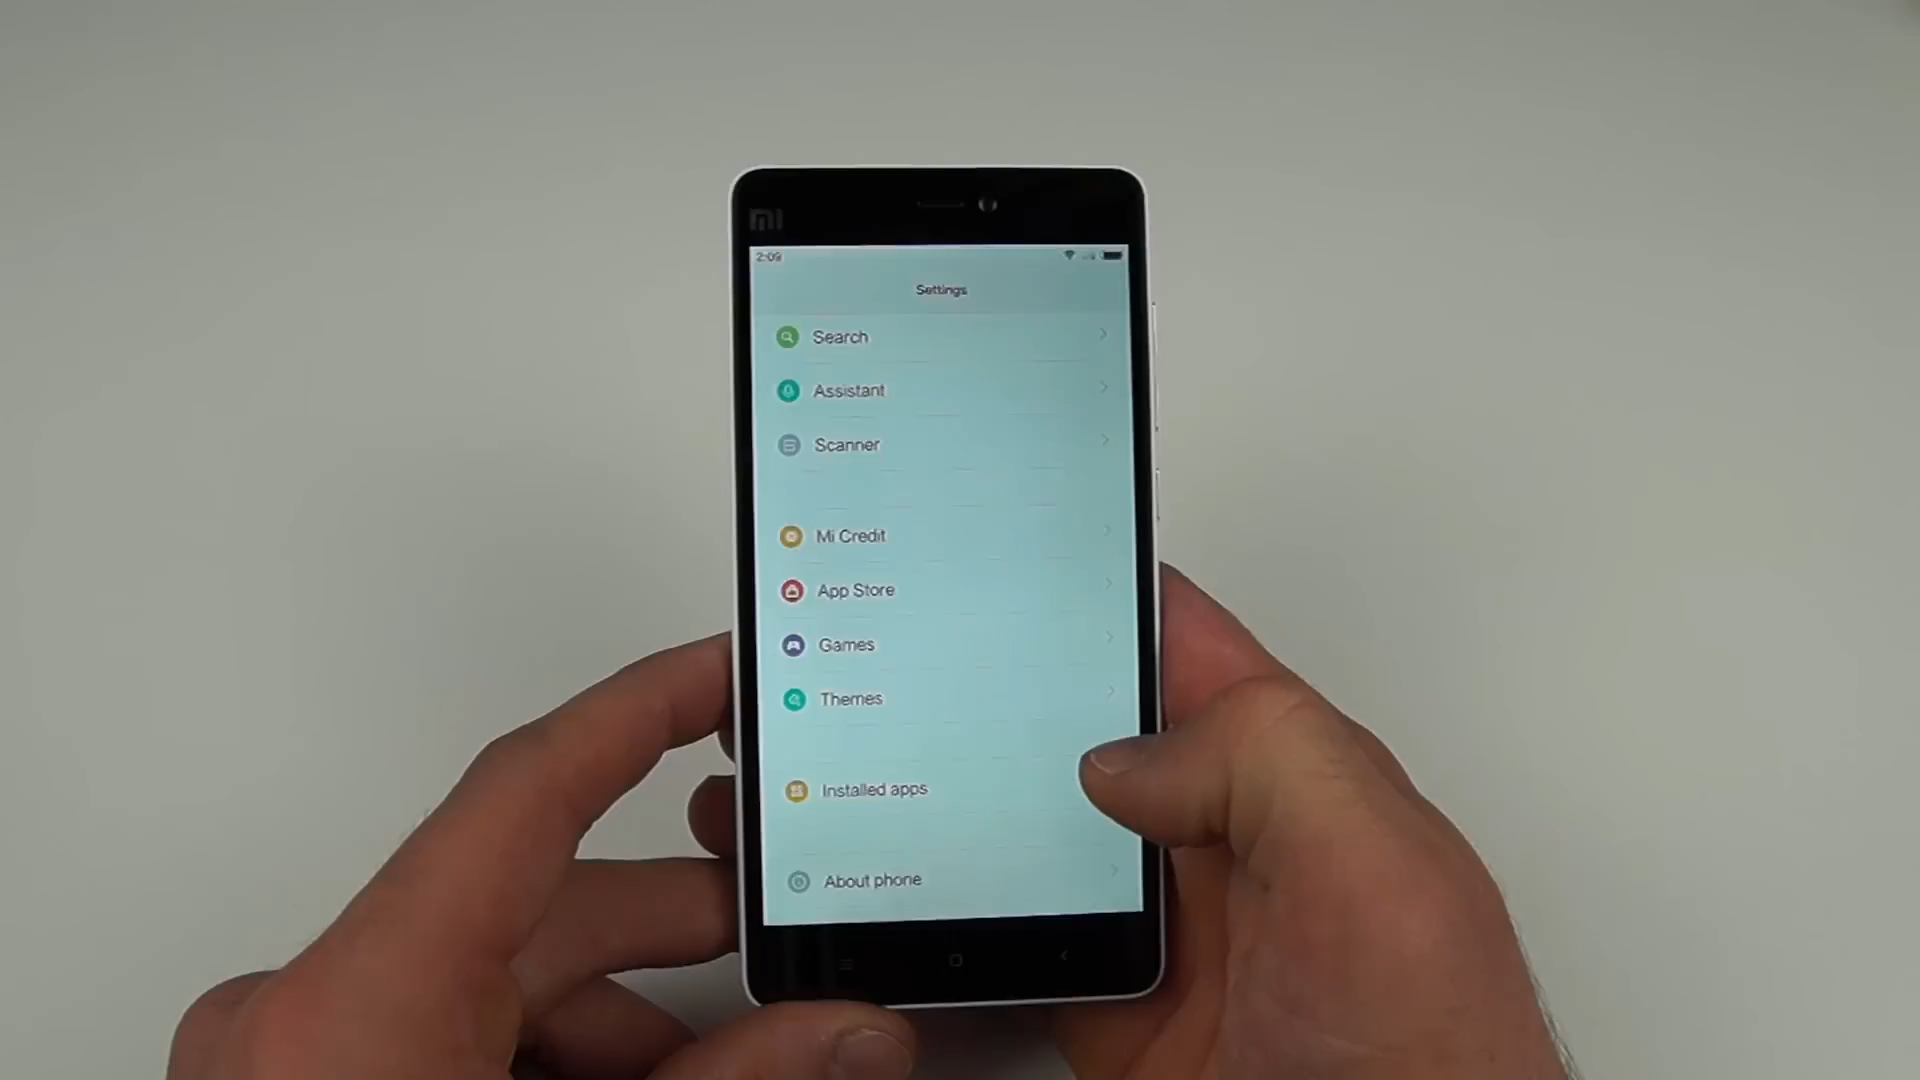 mi
2:09
Settings
Search
Assistant
Scanner
Mi Credit
App Store
Games
Themes
Installed apps
About phone